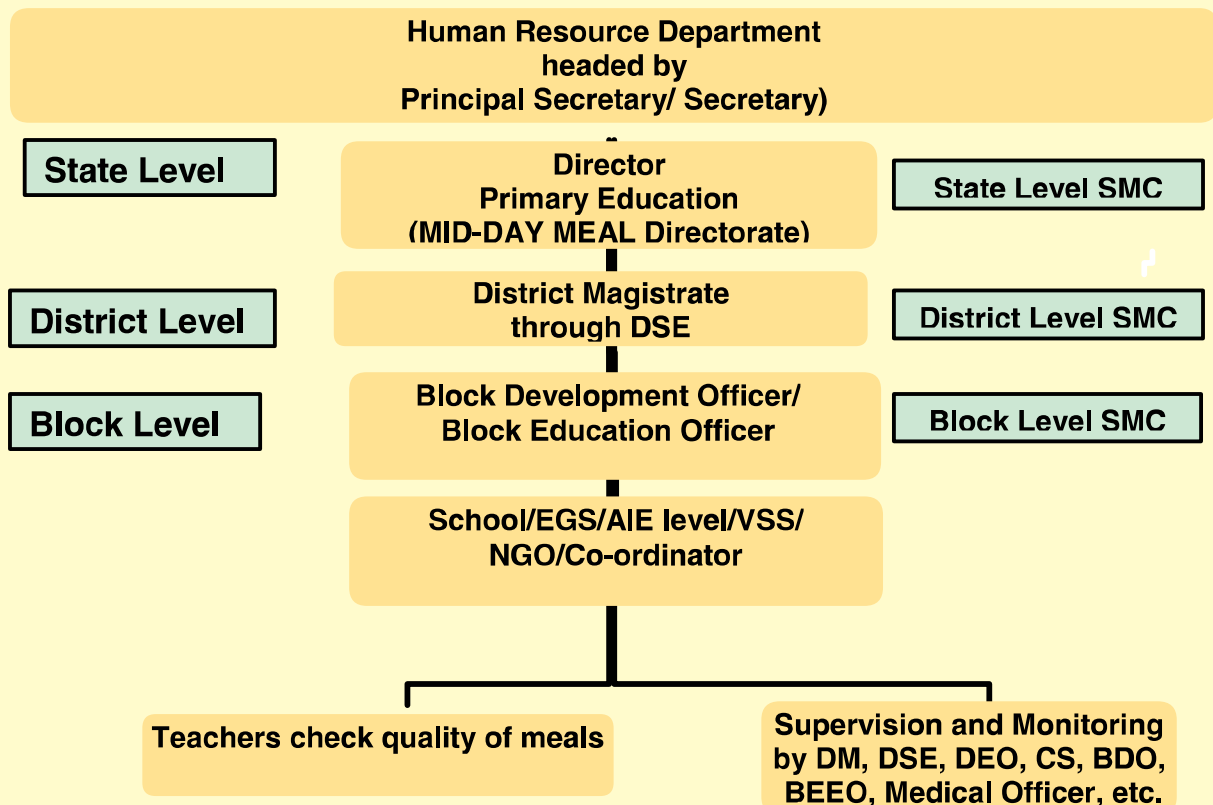 Human Resource Department
headed by
Principal Secretary/ Secretary)
State Level
Director
Primary Education
(MID-DAY MEAL Directorate)
State Level SMC
District Level
District Magistrate
through DSE
District Level SMC
Block Level
Block Development Officer/
Block Education Officer
Block Level SMC
School/EGS/AIE level/VSS/
NGO/Co-ordinator
Teachers check quality of meals
Supervision and Monitoring
by DM, DSE, DEO, CS, BDO,
BEEO, Medical Officer, etc.